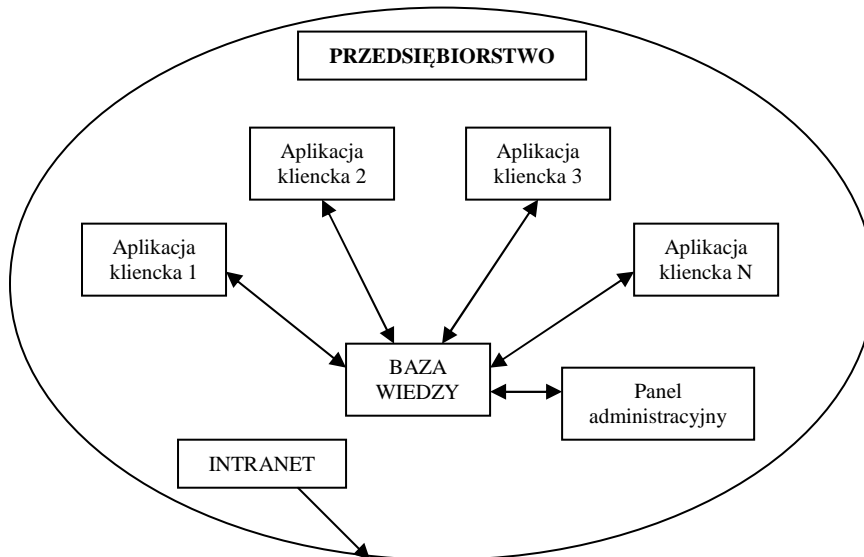 PRZEDSIĘBIORSTWO
Aplikacja
kliencka 2
Aplikacja
kliencka 3
Aplikacja
kliencka 1
Aplikacja
kliencka N
BAZA
WIEDZY
Panel
administracyjny
INTRANET